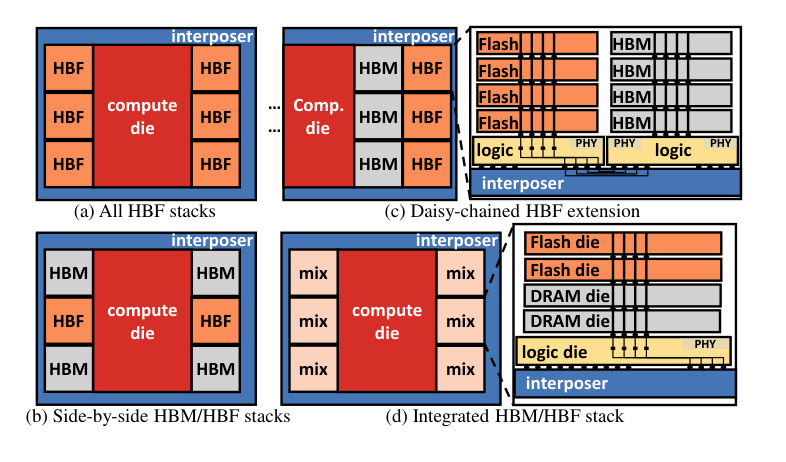 interposer
HBF
HBF
HBF
compute
die
HBF
HBF
HBF
(a) All HBF stacks
interposer
...
...
Comp.
die
HBM
HBF
HBM
HBF
HBM
HBF
Flash
Flash
Flash
Flash
HBM
HBM
HBM
HBM
logic
PHY
PHY
PHY
logic
interposer
(c) Daisy-chained HBF extension
interposer
HBM
HBF
HBM
compute
die
HBM
HBF
HBM
(b) Side-by-side HBM/HBF stacks
interposer
mix
mix
mix
compute
die
mix
mix
mix
Flash die
Flash die
DRAM die
DRAM die
PHY
logic die
interposer
(d) Integrated HBM/HBF stack